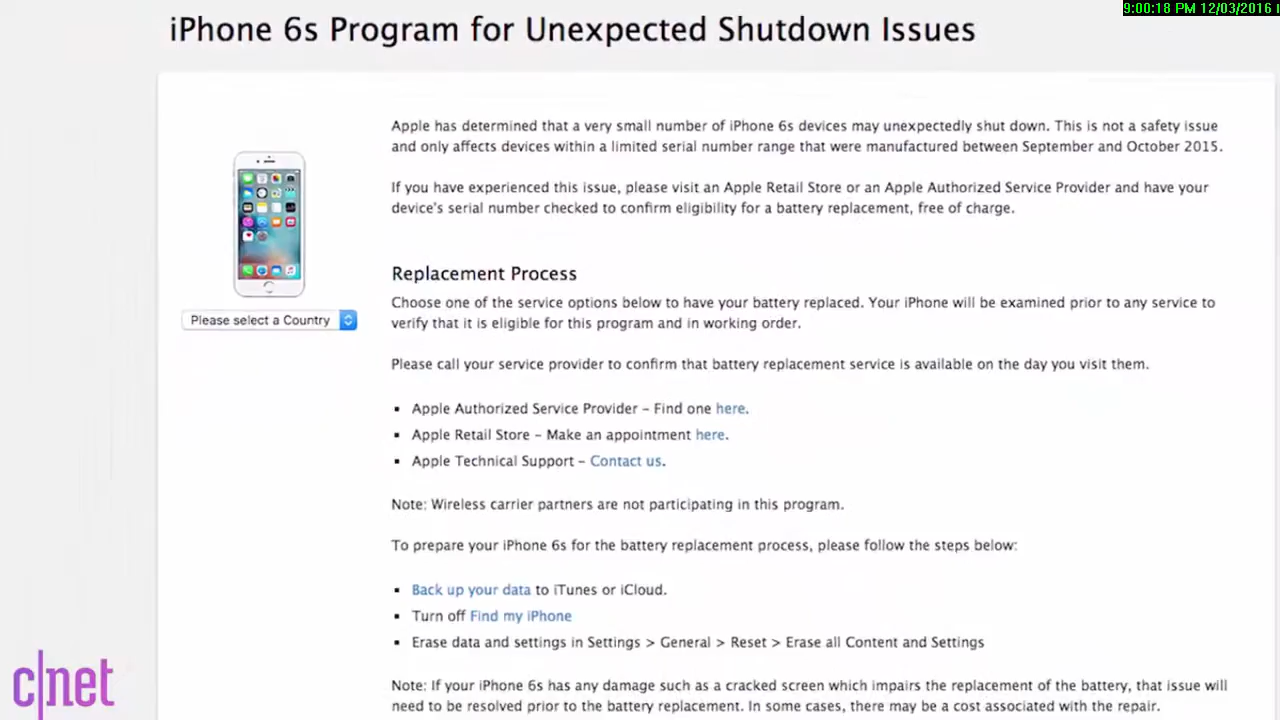 9:00:18 PM 12/03/2016
iPhone 6s Program for Unexpected Shutdown Issues
Apple has determined that a very small number of iPhone 6s devices may unexpectedly shut down. This is not a safety issue
and only affects devices within a limited serial number range that were manufactured between September and October 2015.
If you have experienced this issue, please visit an Apple Retail Store or an Apple Authorized Service Provider and have your
device's serial number checked to confirm eligibility for a battery replacement, free of charge.
Please select a Country
Replacement Process
Choose one of the service options below to have your battery replaced. Your iPhone will be examined prior to any service to
verify that it is eligible for this program and in working order.
Please call your service provider to confirm that battery replacement service is available on the day you visit them.
▪ Apple Authorized Service Provider – Find one here.
▪ Apple Retail Store – Make an appointment here.
▪ Apple Technical Support – Contact us.
Note: Wireless carrier partners are not participating in this program.
To prepare your iPhone 6s for the battery replacement process, please follow the steps below:
▪ Back up your data to iTunes or iCloud.
▪ Turn off Find my iPhone
▪ Erase data and settings in Settings > General > Reset > Erase all Content and Settings
Note: If your iPhone 6s has any damage such as a cracked screen which impairs the replacement of the battery, that issue will
need to be resolved prior to the battery replacement. In some cases, there may be a cost associated with the repair.
c|net